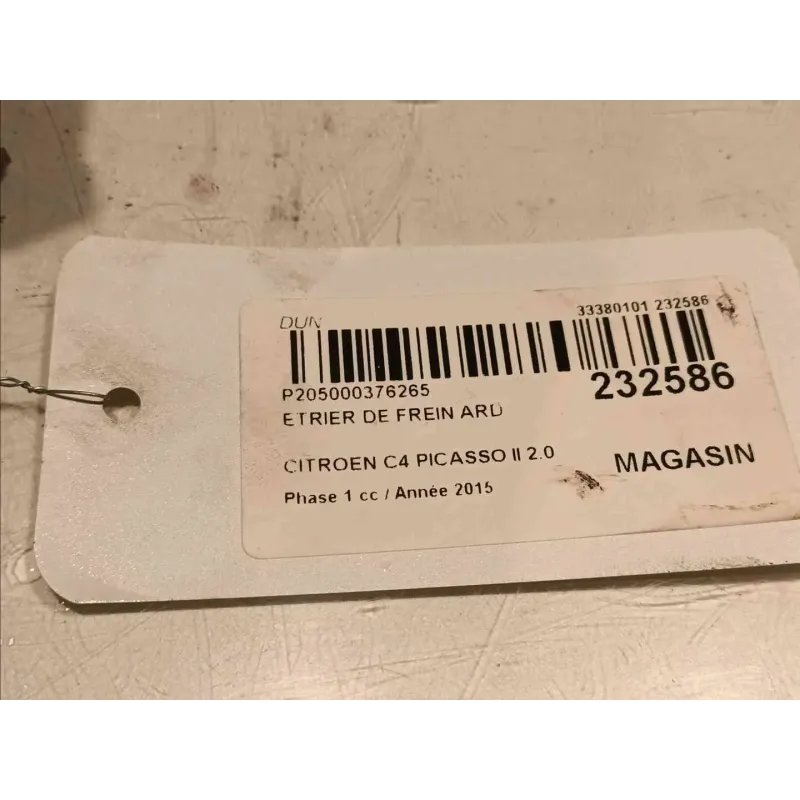 DUN
33380101 232586
P205000376265
232586
ETRIER DE FREIN ARD
CITROEN C4 PICASSO II 2.0
MAGASIN
Phase 1 cc / Année 2015